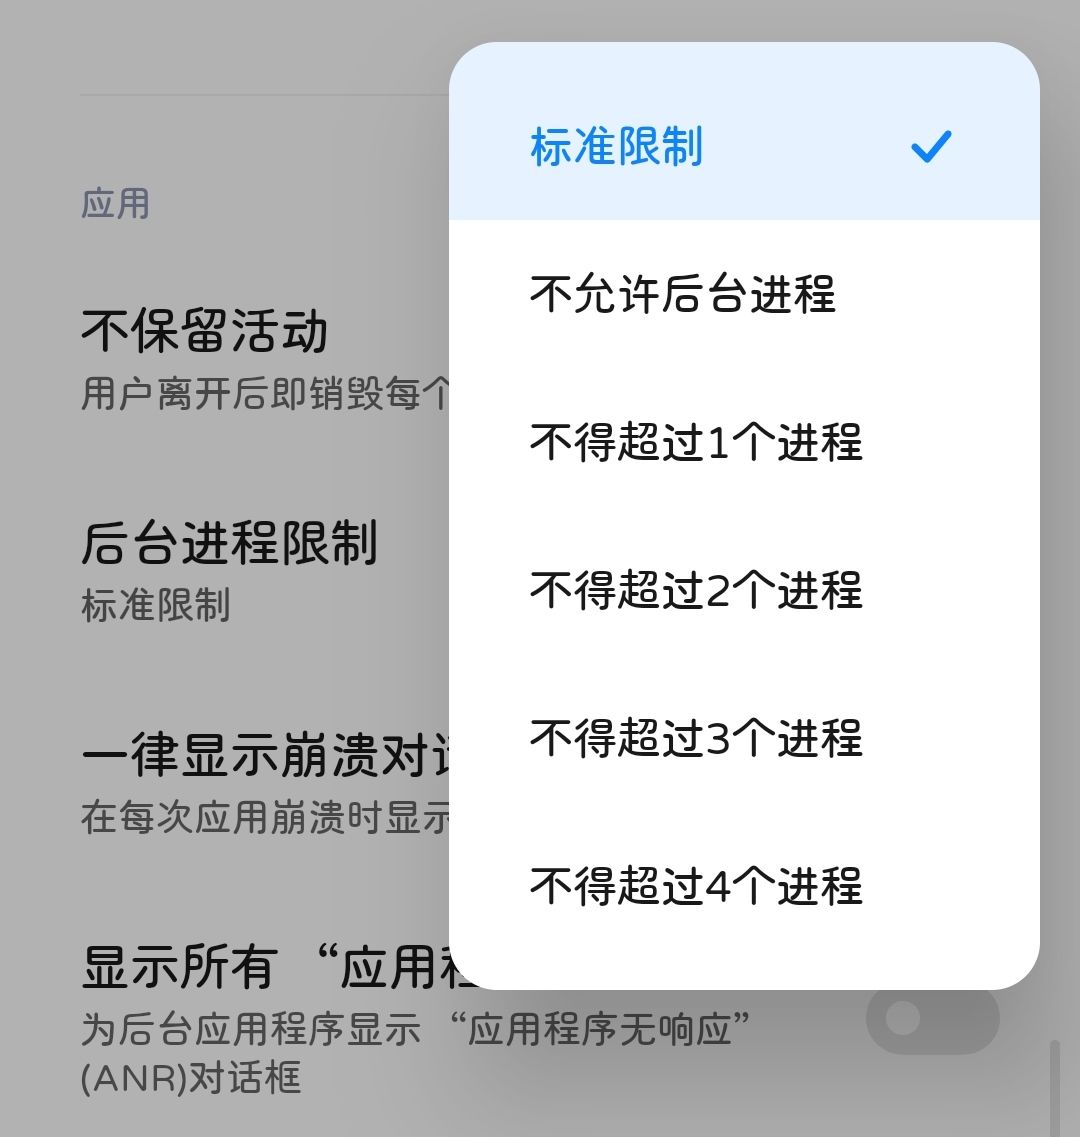 标准限制
不允许后台进程
不得超过1个进程
不得超过2个进程
不得超过3个进程
不得超过4个进程
应用
不保留活动
用户离开后即销毁每个
后台进程限制
标准限制
一律显示崩溃对
在每次应用崩溃时显示
显示所有 “应用
为后台应用程序显示 “应用程序无响应”
(ANR)对话框